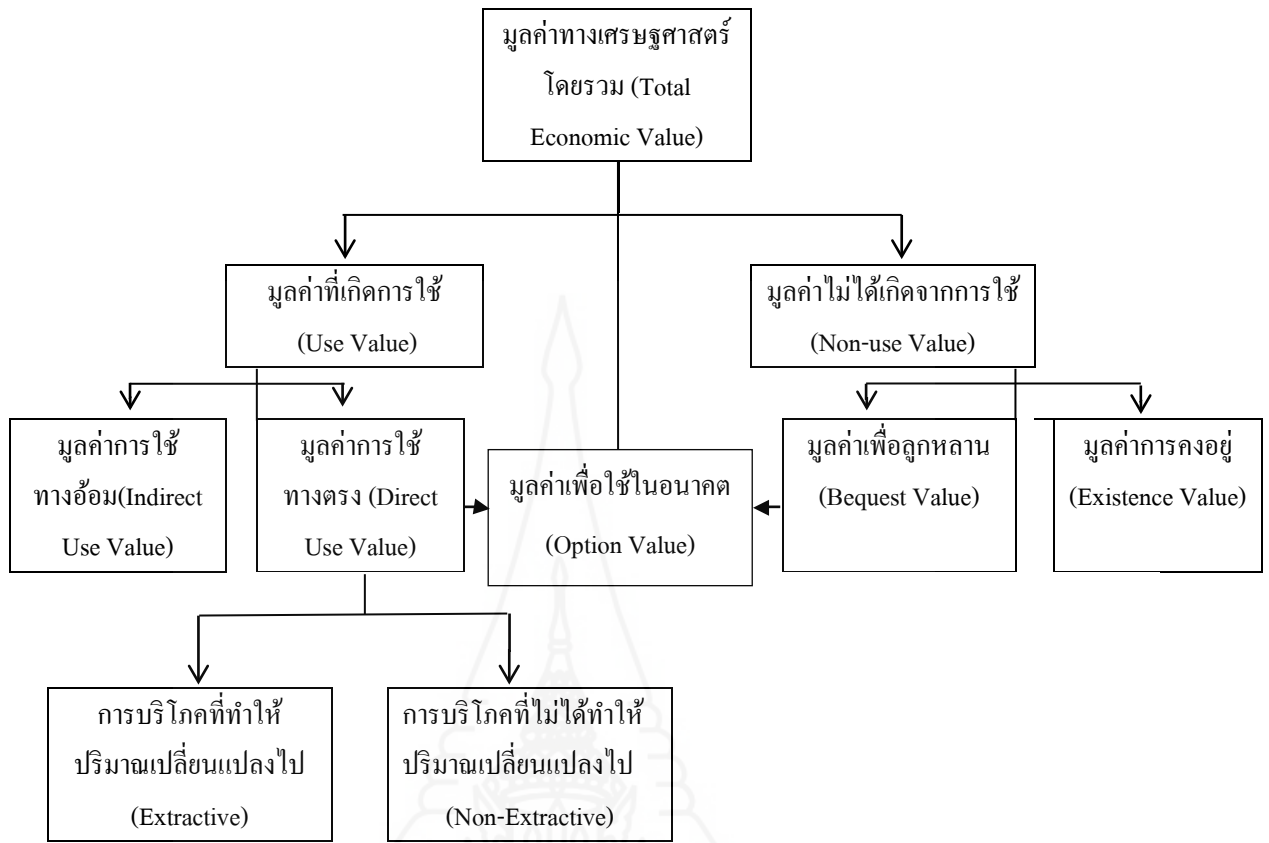 มูลค่าทางเศรษฐศาสตร์
โดยรวม (Total
Economic Value)
มูลค่าที่เกิดการใช้
(Use Value)
มูลค่าไม่ได้เกิดจากการใช้
(Non-use Value)
มูลค่าการใช้
ทางอ้อม(Indirect
Use Value)
มูลค่าการใช้
ทางตรง (Direct
Use Value)
มูลค่าเพื่อใช้ในอนาคต
(Option Value)
มูลค่าเพื่อลูกหลาน
(Bequest Value)
มูลค่าการคงอยู่
(Existence Value)
การบริโภคที่ทำให้
ปริมาณเปลี่ยนแปลงไป
(Extractive)
การบริโภคที่ไม่ได้ทำให้
ปริมาณเปลี่ยนแปลงไป
(Non-Extractive)